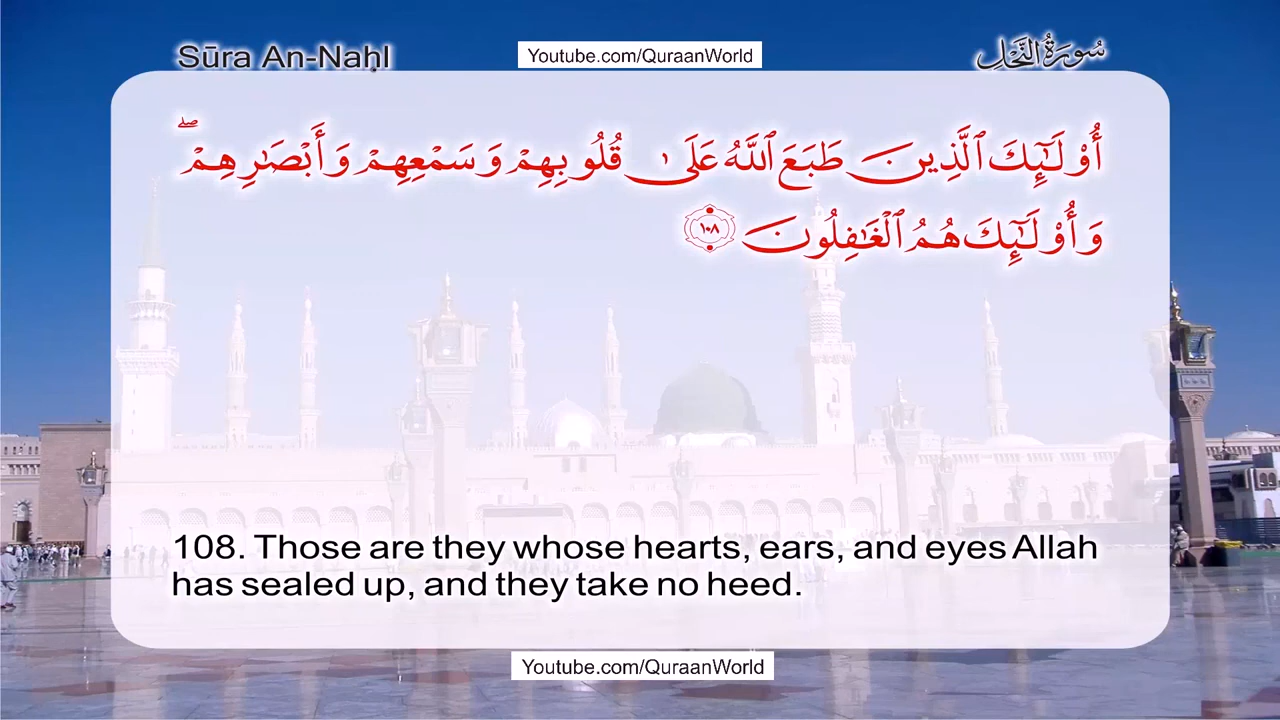 Sūra An-Naḥl
Youtube.com/QuraanWorld
سُورَةُ النَّحْلِ
أُوْلَٰٓئِكَ ٱلَّذِينَ طَبَعَ ٱللَّهُ عَلَىٰ قُلُوبِهِمْ وَسَمْعِهِمْ وَأَبْصَٰرِهِمْ ۖ
وَأُوْلَٰٓئِكَ هُمُ ٱلْغَٰفِلُونَ ١٠٨
108. Those are they whose hearts, ears, and eyes Allah
has sealed up, and they take no heed.
Youtube.com/QuraanWorld